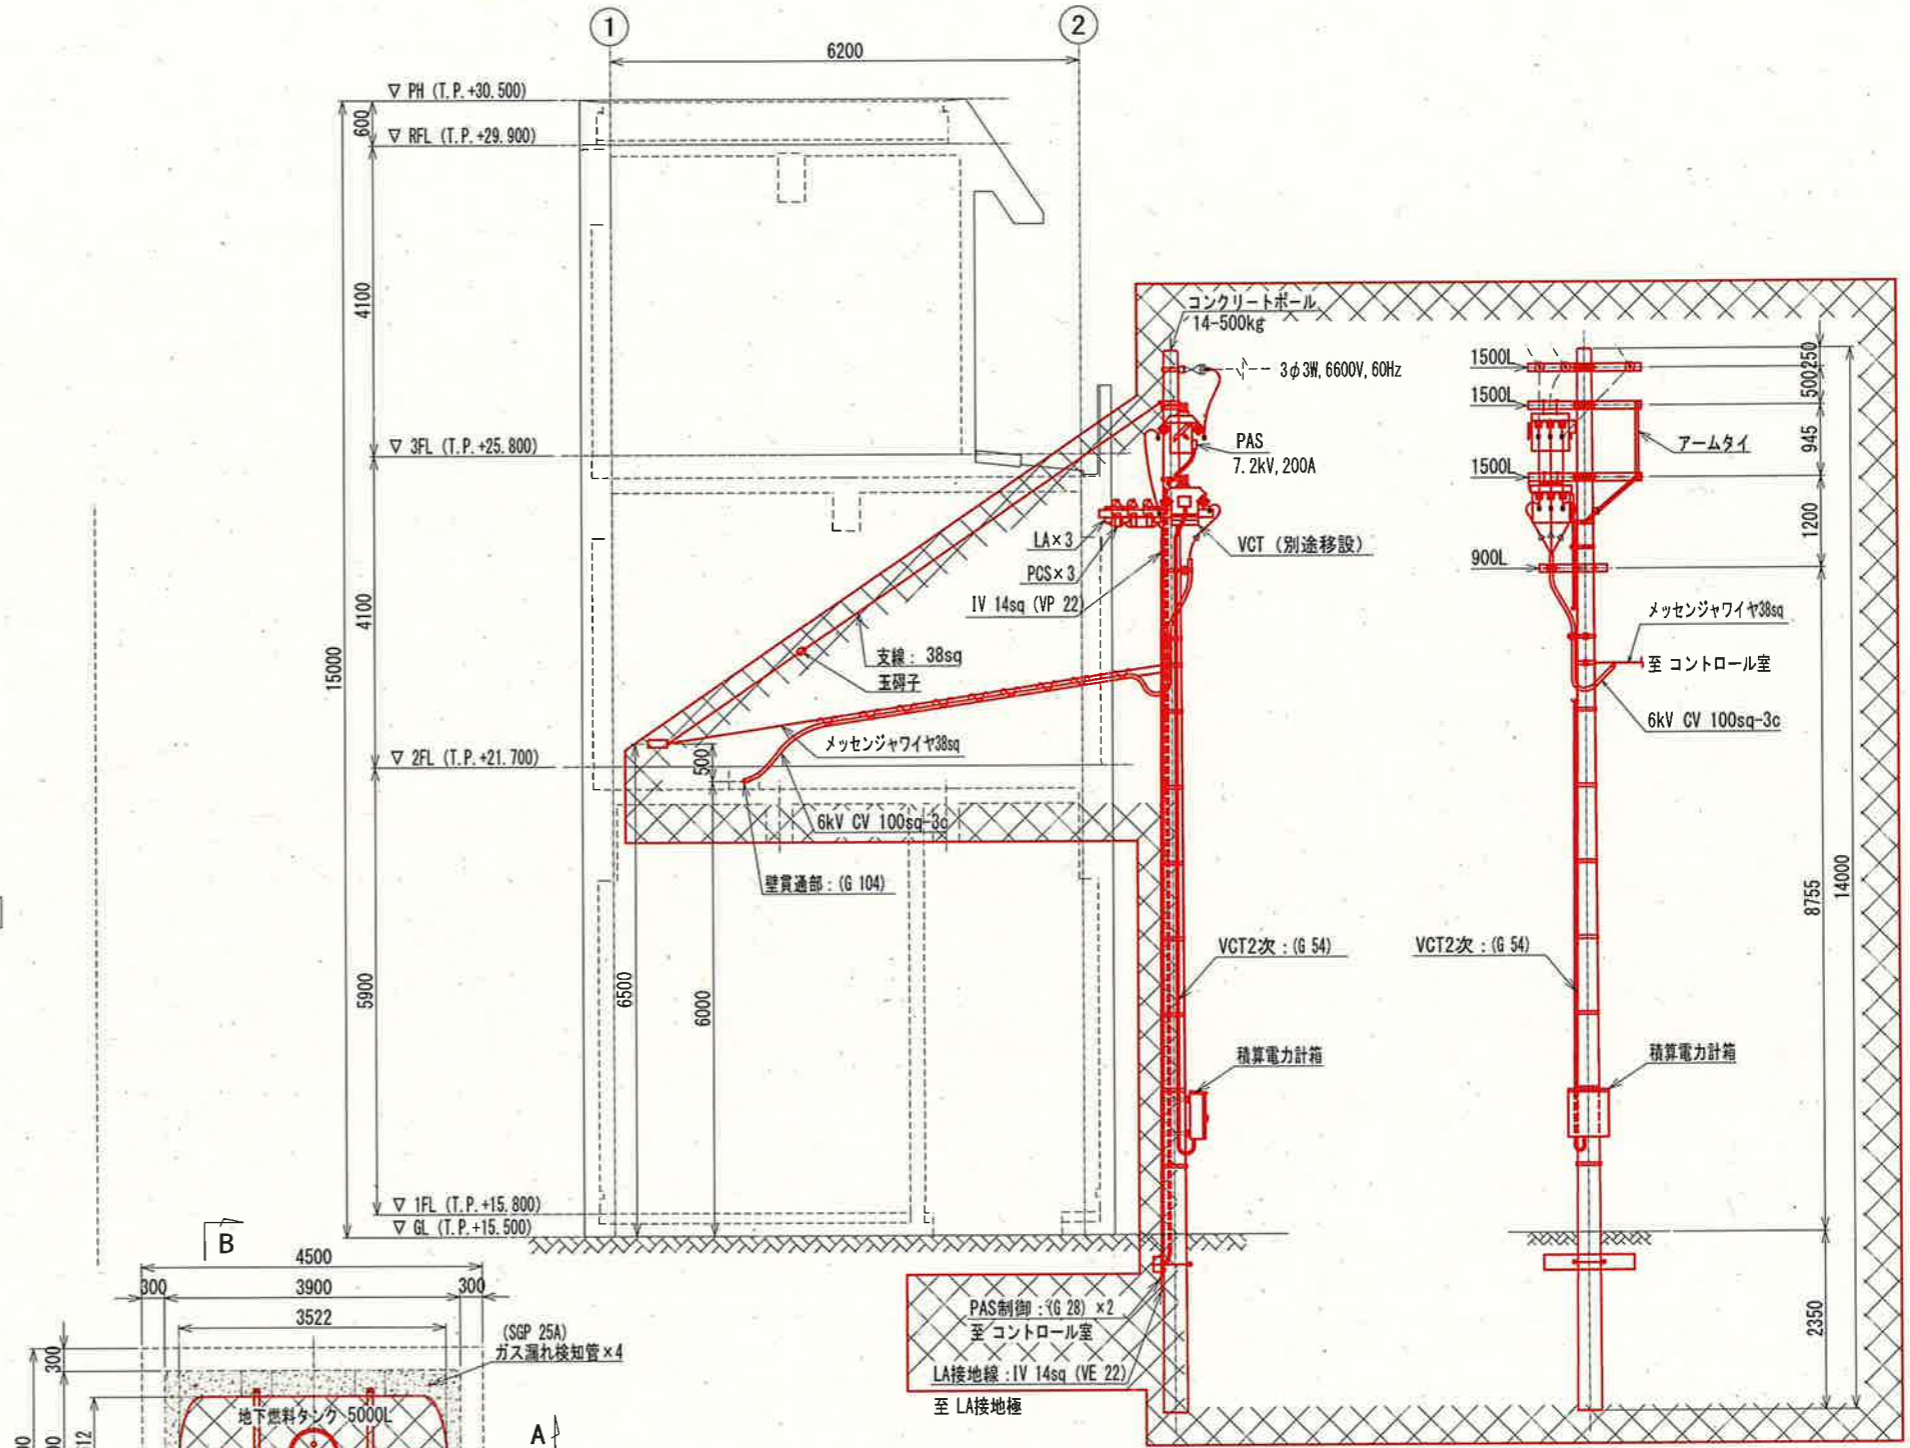 1
2
6200
▽ PH (T.P.+30.500)
600
▽ RFL (T.P.+29.900)
4100
▽ 3FL (T.P.+25.800)
4100
15000
▽ 2FL (T.P.+21.700)
5900
▽ 1FL (T.P.+15.800)
▽ GL (T.P.+15.500)
コンクリートポール
14-500kg
3φ3W, 6600V, 60Hz
PAS
7.2kV, 200A
LA×3
PCS×3
VCT (別途移設)
IV 14sq (VP 22)
支線: 38sq
玉碍子
メッセンジャワイヤ38sq
500
6kV CV 100sq-3c
壁貫通部: (G 104)
6500
6000
VCT2次: (G 54)
積算電力計箱
PAS制御: (G 28) ×2
至 コントロール室
LA接地線: IV 14sq (VE 22)
至 LA接地極
1500L
1500L
1500L
900L
250
500
945
1200
アームタイ
メッセンジャワイヤ38sq
至 コントロール室
6kV CV 100sq-3c
8755
14000
VCT2次: (G 54)
積算電力計箱
2350
B
4500
300
3900
300
3522
300
(SGP 25A)
ガス漏れ検知管×4
地下燃料タンク 5000L
A